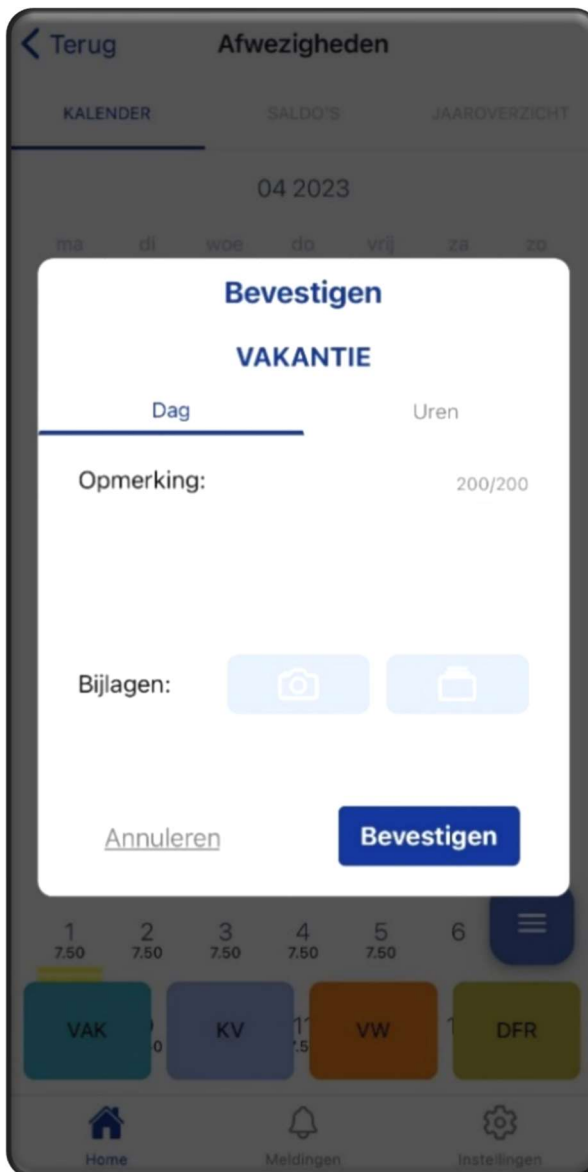 Terug Afwezigheden
KALENDER SALDO'S JAAROVERZICHT
04 2023
ma di woe do vrij za zo
Bevestigen
VAKANTIE
Dag Uren
Opmerking: 200/200
Bijlagen:
Annuleren Bevestigen
1 2 3 4 5 6
7.50 7.50 7.50 7.50 7.50
VAK KV VW DFR
Home Meldingen Instellingen